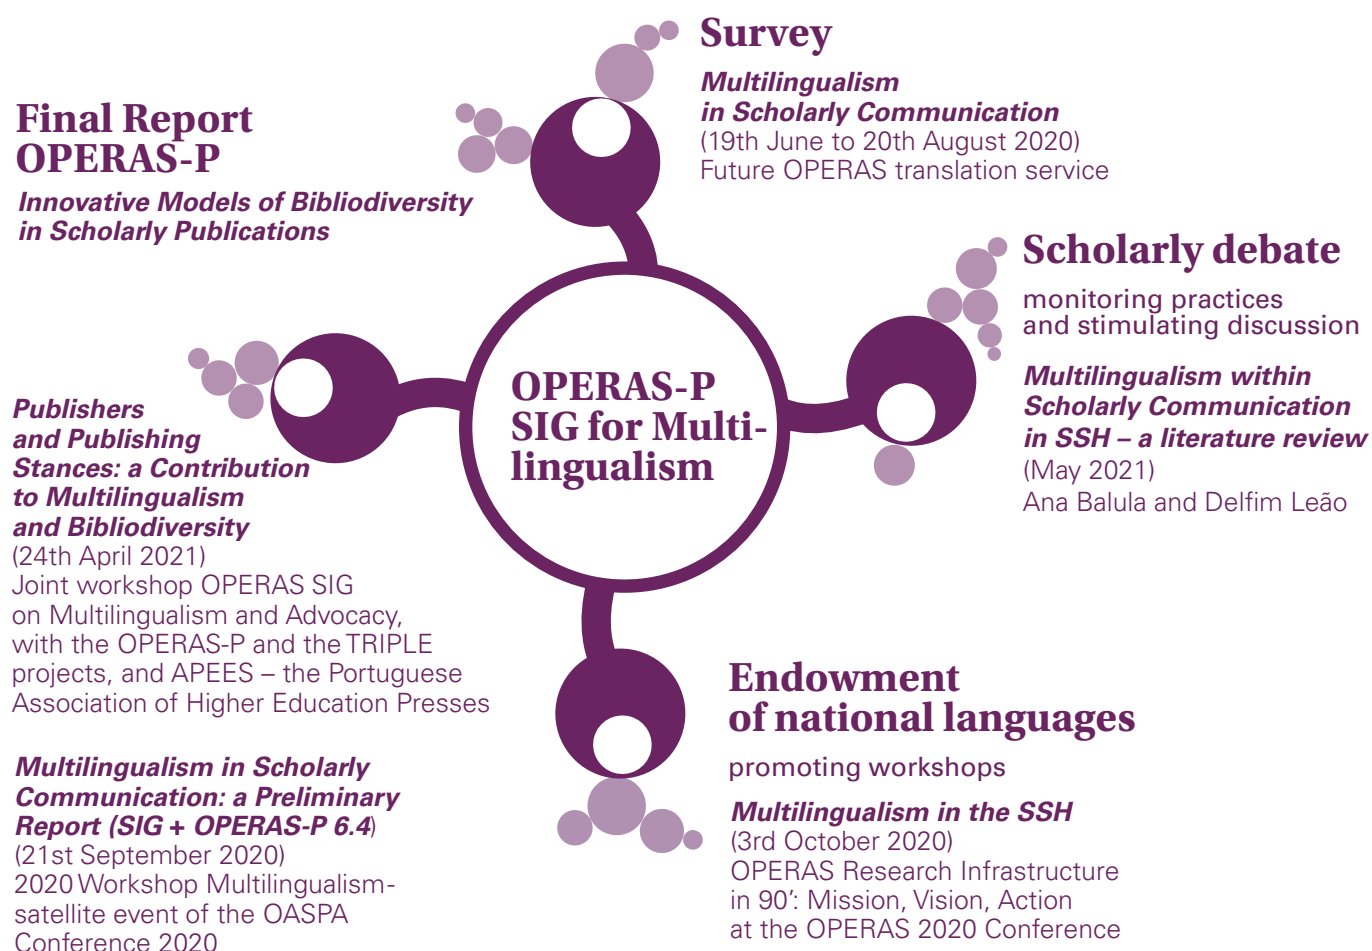 Survey
Multilingualism
in Scholarly Communication
(19th June to 20th August 2020)
Future OPERAS translation service
Final Report
OPERAS-P
Innovative Models of Bibliodiversity
in Scholarly Publications
Scholarly debate
monitoring practices
and stimulating discussion
Multilingualism within
Scholarly Communication
in SSH – a literature review
(May 2021)
Ana Balula and Delfim Leão
OPERAS-P
SIG for Multi-
lingualism
Publishers
and Publishing
Stances: a Contribution
to Multilingualism
and Bibliodiversity
(24th April 2021)
Joint workshop OPERAS SIG
on Multilingualism and Advocacy,
with the OPERAS-P and the TRIPLE
projects, and APEES – the Portuguese
Association of Higher Education Presses
Multilingualism in Scholarly
Communication: a Preliminary
Report (SIG + OPERAS-P 6.4)
(21st September 2020)
2020 Workshop Multilingualism-
satellite event of the OASPA
Conference 2020
Endowment
of national languages
promoting workshops
Multilingualism in the SSH
(3rd October 2020)
OPERAS Research Infrastructure
in 90’: Mission, Vision, Action
at the OPERAS 2020 Conference